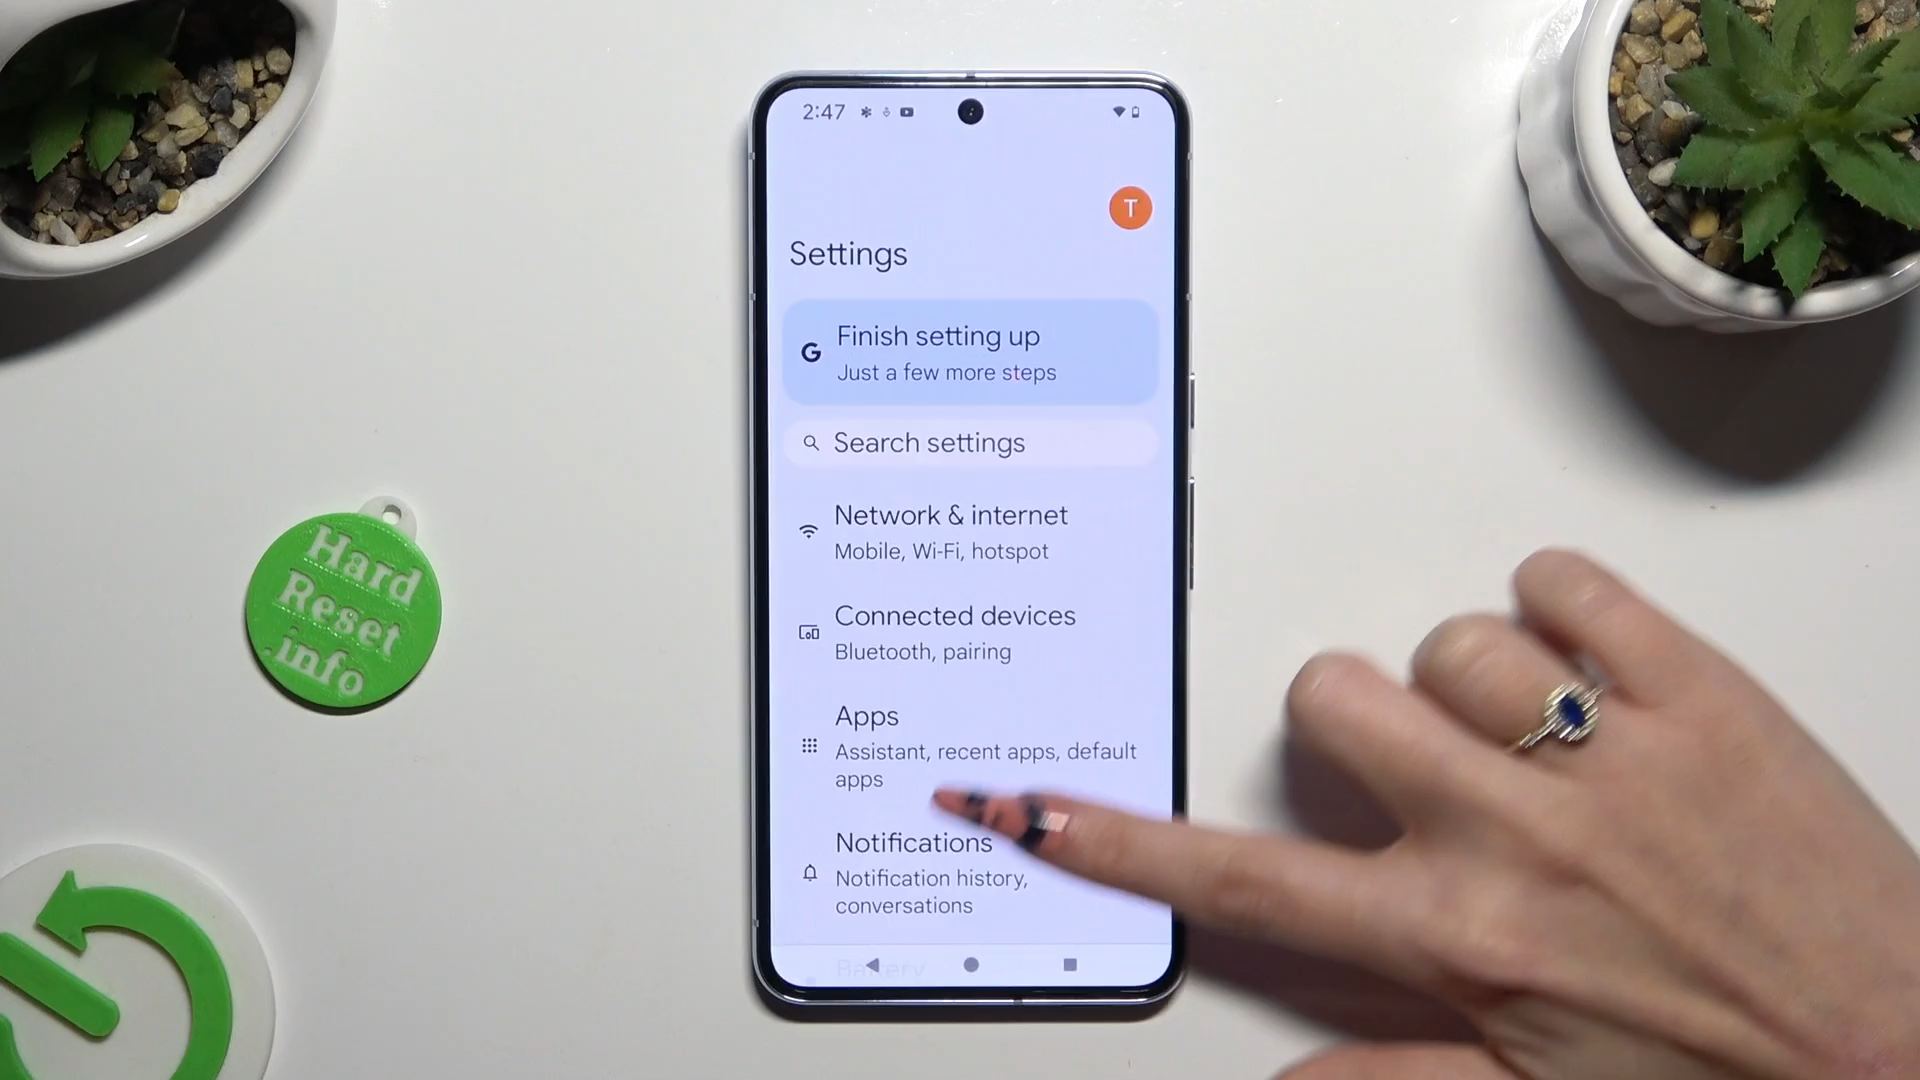 2:47
T
Settings
G
Finish setting up
Just a few more steps
Search settings
Network & internet
Mobile, Wi-Fi, hotspot
Connected devices
Bluetooth, pairing
Apps
Assistant, recent apps, default
apps
Notifications
Notification history,
conversations
Battery
Hard
Reset
.info